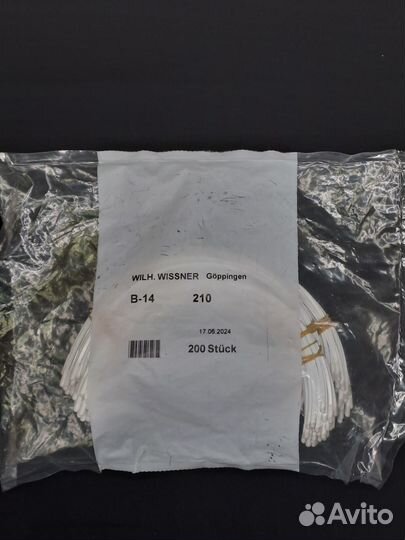 WILH. WISSNER Göppingen
B-14 210
17.06.2024
200 Stück
Avito